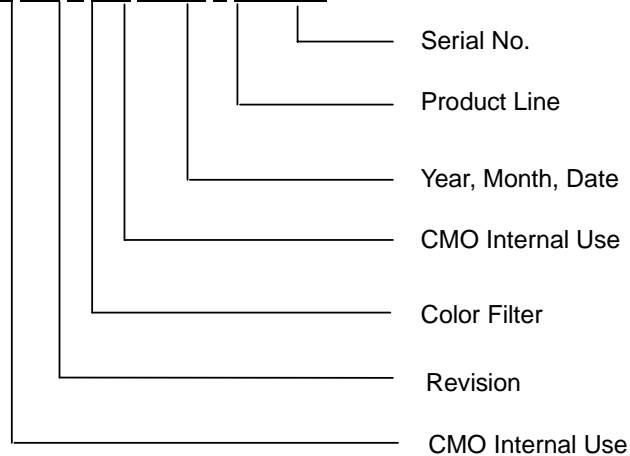 Serial No.
Product Line
Year, Month, Date
CMO Internal Use
Color Filter
Revision
CMO Internal Use